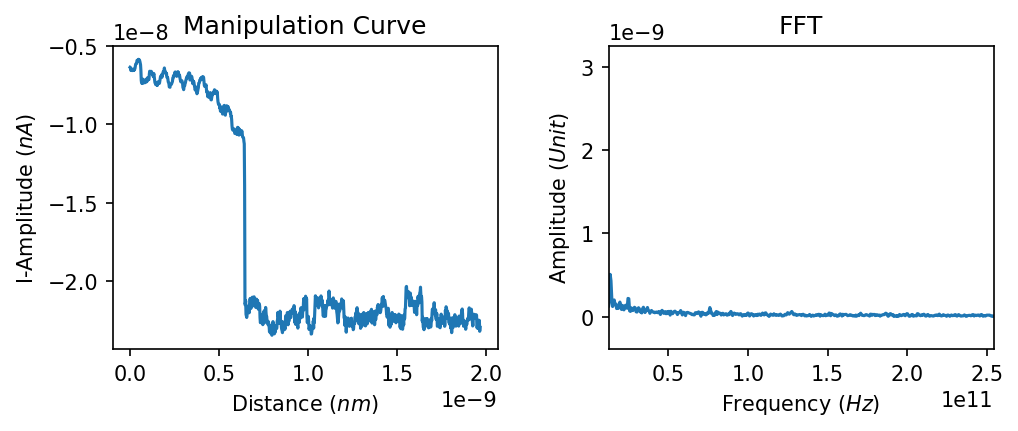 Manipulation Curve
1e−8
−0.5
−1.0
−1.5
−2.0
I-Amplitude (nA)
0.0 0.5 1.0 1.5 2.0
1e−9
Distance (nm)
FFT
1e−9
3
2
1
0
Amplitude (Unit)
0.5 1.0 1.5 2.0 2.5
1e11
Frequency (Hz)